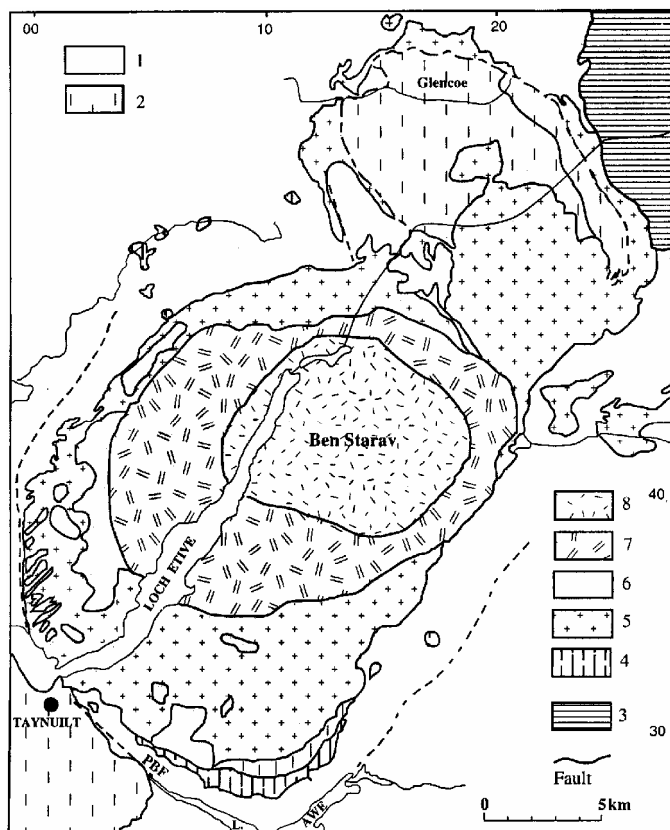 00 10 20
1
2
Glencoe
Ben Starav
40
8
7
LOCH ETIVE
6
5
4
TAYNUILT
3
30
PBF
Fault
AWF
0 5km